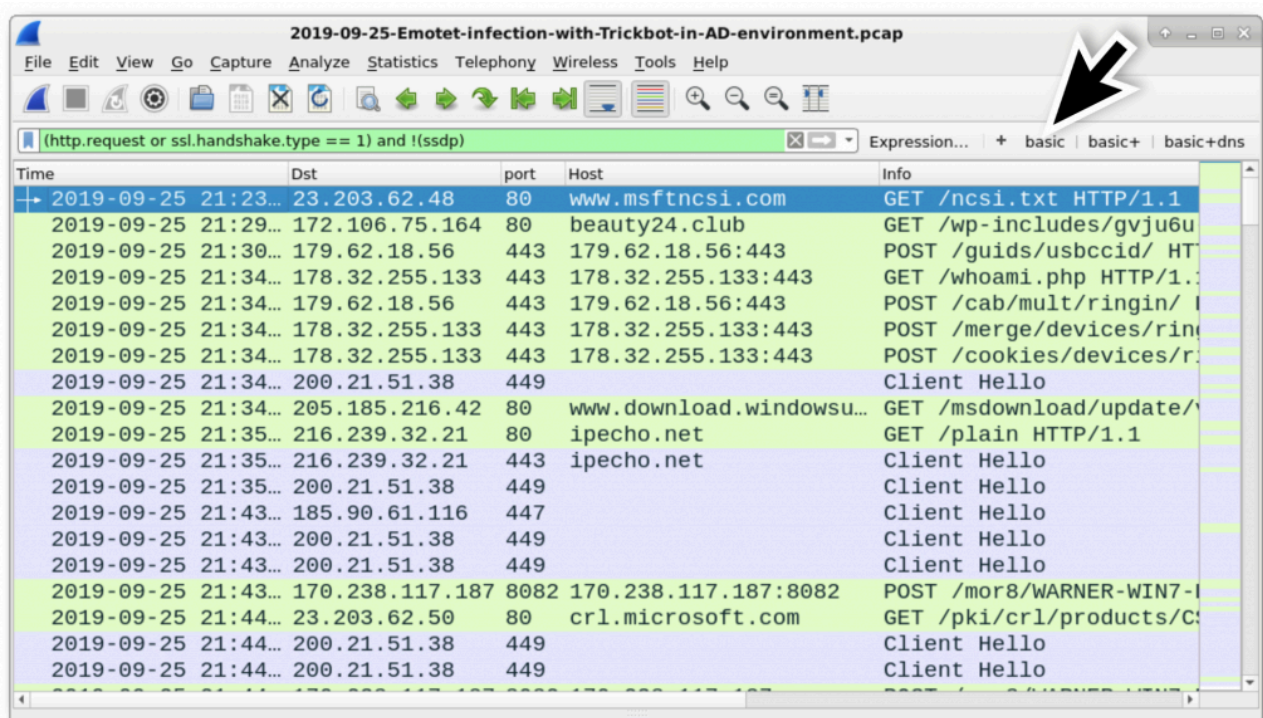 2019-09-25-Emotet-infection-with-Trickbot-in-AD-environment.pcap
File Edit View Go Capture Analyze Statistics Telephony Wireless Tools Help
(http.request or ssl.handshake.type == 1) and !(ssdp) Expression... + basic basic+ basic+dns
Time Dst port Host Info
2019-09-25 21:23… 23.203.62.48 80 www.msftncsi.com GET /ncsi.txt HTTP/1.1
2019-09-25 21:29… 172.106.75.164 80 beauty24.club GET /wp-includes/gvju6u
2019-09-25 21:30… 179.62.18.56 443 179.62.18.56:443 POST /guids/usbccid/ HT
2019-09-25 21:34… 178.32.255.133 443 178.32.255.133:443 GET /whoami.php HTTP/1.1
2019-09-25 21:34… 179.62.18.56 443 179.62.18.56:443 POST /cab/mult/ringin/
2019-09-25 21:34… 178.32.255.133 443 178.32.255.133:443 POST /merge/devices/ring
2019-09-25 21:34… 178.32.255.133 443 178.32.255.133:443 POST /cookies/devices/r
2019-09-25 21:34… 200.21.51.38 449 Client Hello
2019-09-25 21:34… 205.185.216.42 80 www.download.windowsu… GET /msdownload/update/
2019-09-25 21:35… 216.239.32.21 80 ipecho.net GET /plain HTTP/1.1
2019-09-25 21:35… 216.239.32.21 443 ipecho.net Client Hello
2019-09-25 21:35… 200.21.51.38 449 Client Hello
2019-09-25 21:43… 185.90.61.116 447 Client Hello
2019-09-25 21:43… 200.21.51.38 449 Client Hello
2019-09-25 21:43… 200.21.51.38 449 Client Hello
2019-09-25 21:43… 170.238.117.187 8082 170.238.117.187:8082 POST /mor8/WARNER-WIN7-
2019-09-25 21:44… 23.203.62.50 80 crl.microsoft.com GET /pki/crl/products/CS
2019-09-25 21:44… 200.21.51.38 449 Client Hello
2019-09-25 21:44… 200.21.51.38 449 Client Hello